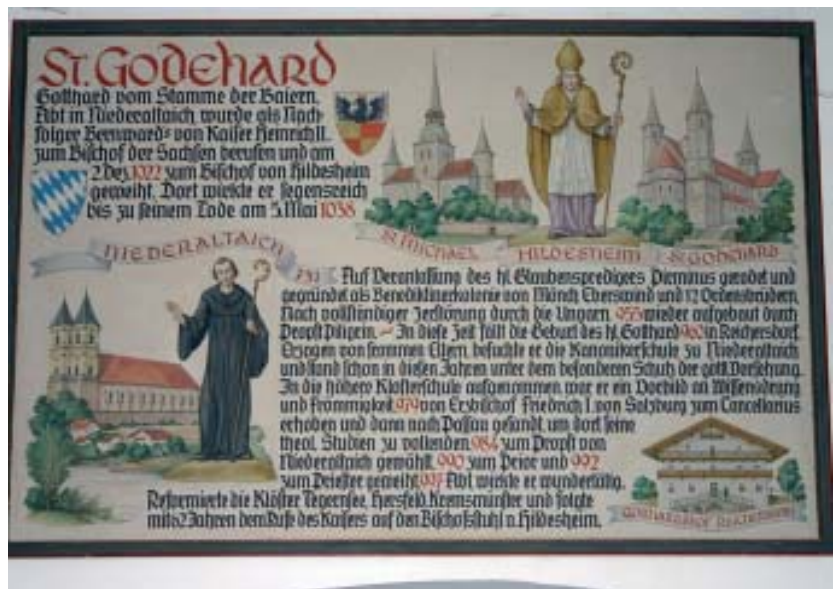 St. Godehard
Gotthard vom Stamme der Baiern,
Abt in Niederaltaich, wurde als Nach-
folger Bernwards von Kaiser Heinrich II.
zum Bischof der Sachsen berufen und am
2. Dez. 1022 zum Bischof von Hildesheim
geweiht. Dort wirkte er segensreich
bis zu seinem Tode am 5. Mai 1038
St. Michael Hildesheim St. Godehard
Niederaltaich
731 Auf Veranlassung des hl. Glaubenspredigers Pirminus gerodet und
gegründet als Benediktinerkolonie von Mönch Eberswind und 12 Ordensbrüdern.
Nach vollständiger Zerstörung durch die Ungarn, 955 wieder aufgebaut durch
Propst Piligrim. – In diese Zeit fällt die Geburt des hl. Gotthard 960 in Reichersdorf.
Erzogen von frommen Eltern, besuchte er die Kanonikerschule zu Niederaltaich
und stand schon in diesen Jahren unter dem besonderen Schutz der göttl. Vorsehung.
In die höhere Klosterschule aufgenommen war er ein Vorbild an Wissensdrang
und Frömmigkeit. 979 von Erzbischof Friedrich I. von Salzburg zum Cancellarius
erhoben und dann nach Passau gesandt, um dort seine
theol. Studien zu vollenden. 984 zum Propst von
Niederaltaich gewählt, 990 zum Prior und 992
zum Priester geweiht. 997 Abt wirkte er wundertätig.
Reformierte die Klöster Tegernsee, Hersfeld, Kremsmünster und folgte
mit 62 Jahren dem Rufe des Kaisers auf den Bischofsstuhl n. Hildesheim.
Gotthardshof